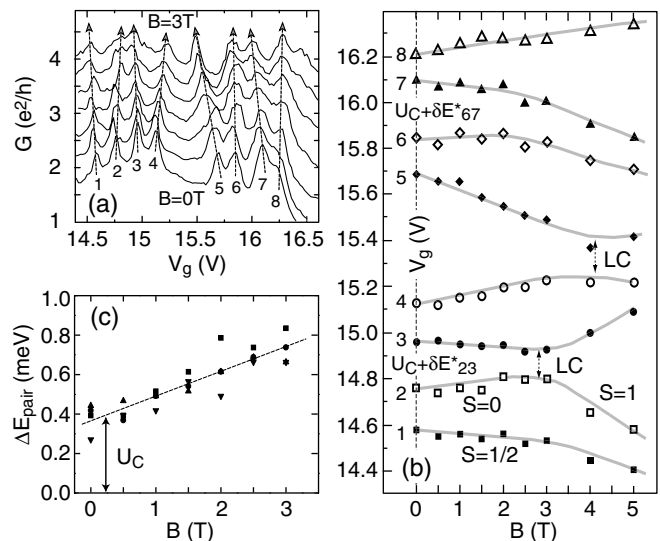 B=3T
4
3
2
1
G (e²/h)
1
2
3
4
5
6
7
8
B=0T
(a)
14.5
15.0
15.5
16.0
16.5
V_g (V)
(c)
0.8
0.6
0.4
0.2
0.0
ΔE_pair (meV)
U_C
0
1
2
3
B (T)
16.2
16.0
15.8
15.6
15.4
15.2
15.0
14.8
14.6
14.4
V_g (V)
8
7
U_C+δE*_67
6
5
LC
4
3
LC
U_C+δE*_23
2
S=0
S=1
1
S=1/2
(b)
0
1
2
3
4
5
B (T)